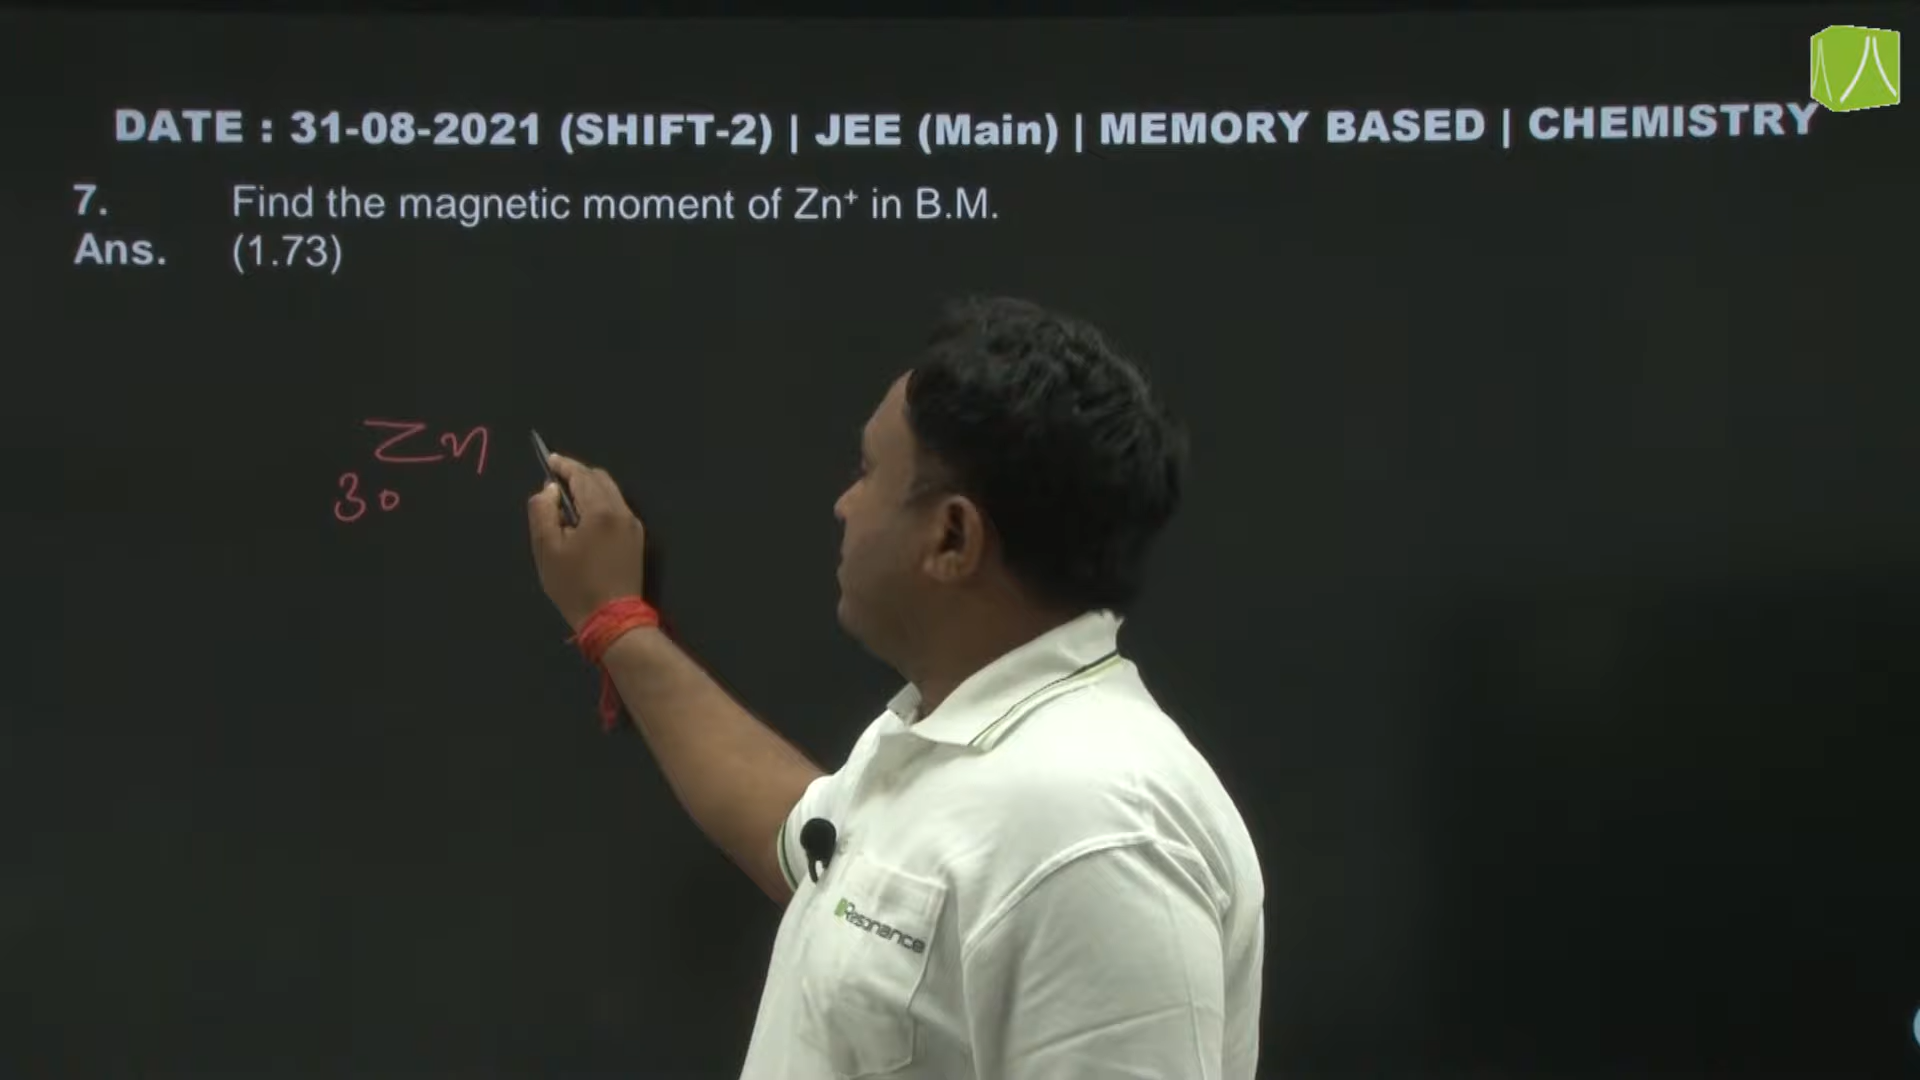 DATE : 31-08-2021 (SHIFT-2) | JEE (Main) | MEMORY BASED | CHEMISTRY
7. Find the magnetic moment of Zn⁺ in B.M.
Ans. (1.73)
Zn
30
Resonance